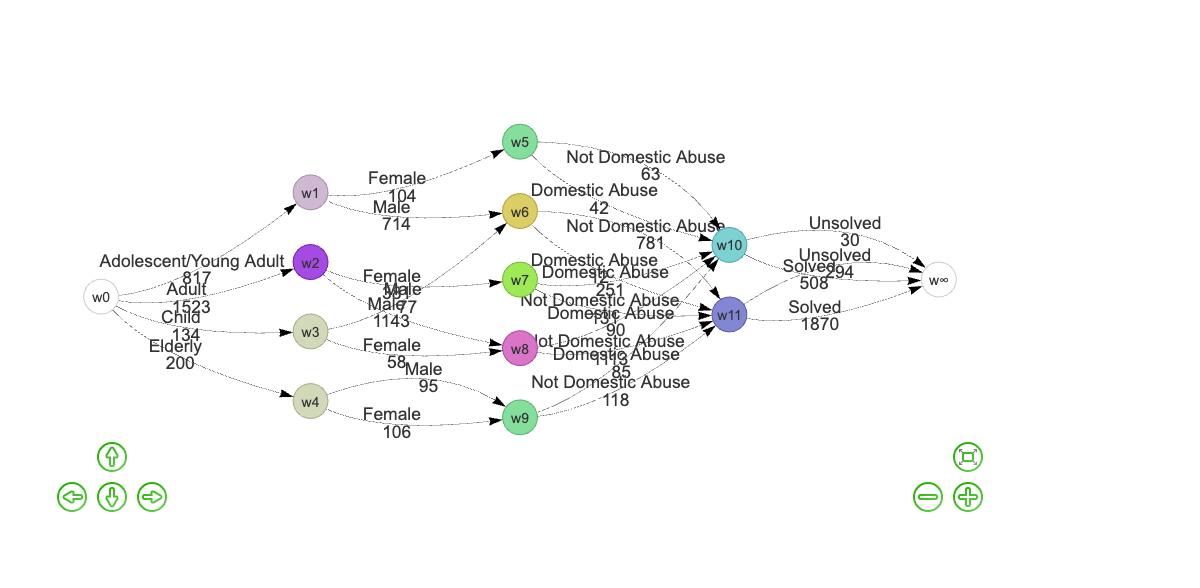 w5
Not Domestic Abuse
63
Female
104
Domestic Abuse
42
w1
Male
714
w6
Not Domestic Abuse
781
Unsolved
30
w10
Adolescent/Young Adult
817
w2
Domestic Abuse
12
Unsolved
294
Solved
508
w0
Adult
1523
Female
Domestic Abuse
251
w7
w∞
Male
77
Male
1143
Not Domestic Abuse
131
Child
134
w3
Domestic Abuse
90
w11
Solved
1870
Elderly
200
Female
58
w8
Not Domestic Abuse
1113
Domestic Abuse
85
Male
95
Not Domestic Abuse
118
w4
Female
106
w9